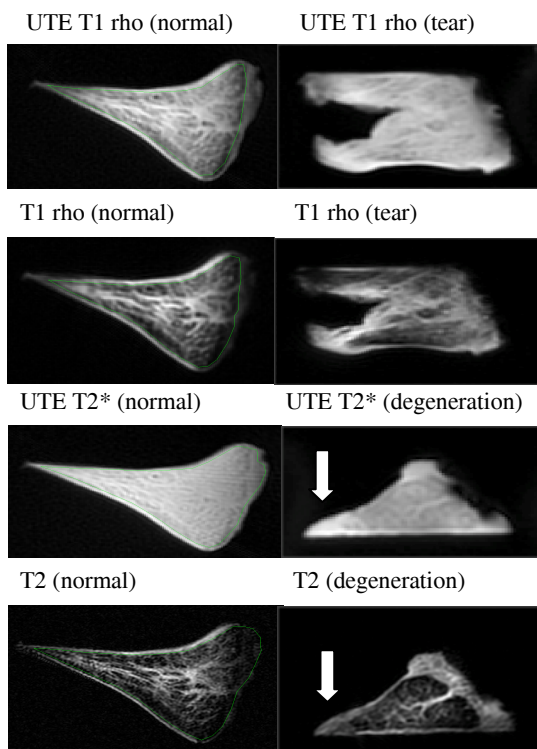 UTE T1 rho (normal) UTE T1 rho (tear)
T1 rho (normal) T1 rho (tear)
UTE T2* (normal) UTE T2* (degeneration)
T2 (normal) T2 (degeneration)